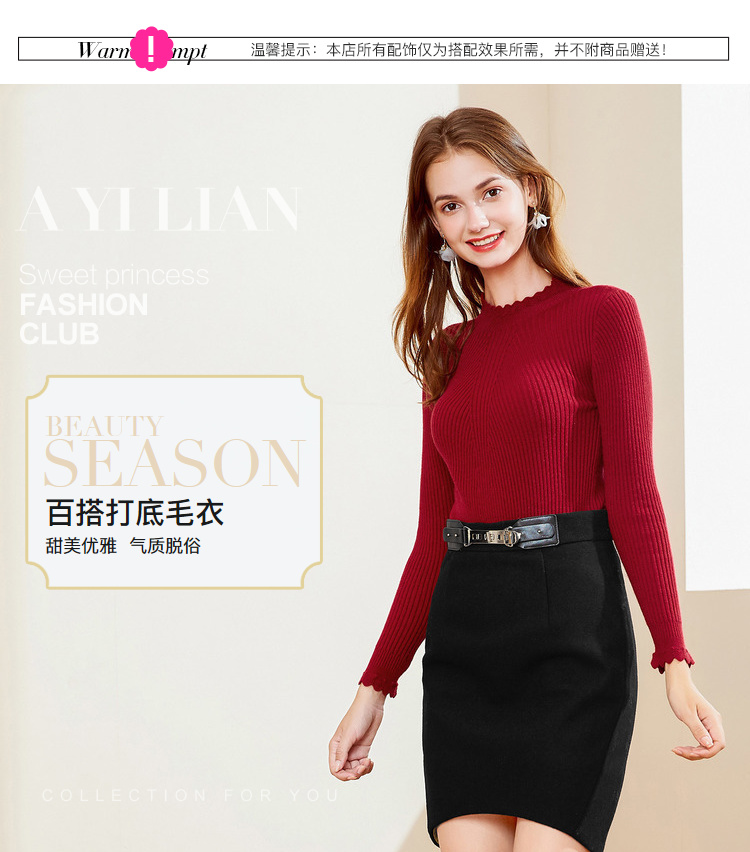 Warm Prompt
温馨提示：本店所有配饰仅为搭配效果所需，并不附商品赠送！
A YI LIAN
Sweet princess
FASHION
CLUB
BEAUTY
SEASON
百搭打底毛衣
甜美优雅 气质脱俗
COLLECTION FOR YOU